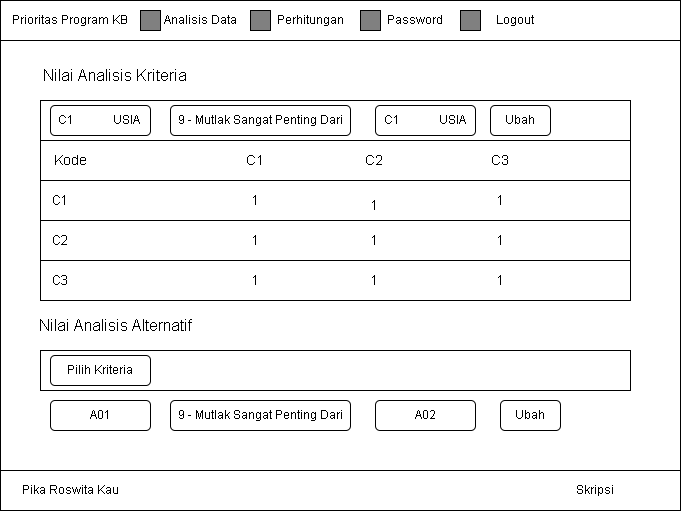 Prioritas Program KB Analisis Data Perhitungan Password Logout
Nilai Analisis Kriteria
C1 USIA 9 - Mutlak Sangat Penting Dari C1 USIA Ubah
Kode C1 C2 C3
C1 1 1 1
C2 1 1 1
C3 1 1 1
Nilai Analisis Alternatif
Pilih Kriteria
A01 9 - Mutlak Sangat Penting Dari A02 Ubah
Pika Roswita Kau Skripsi